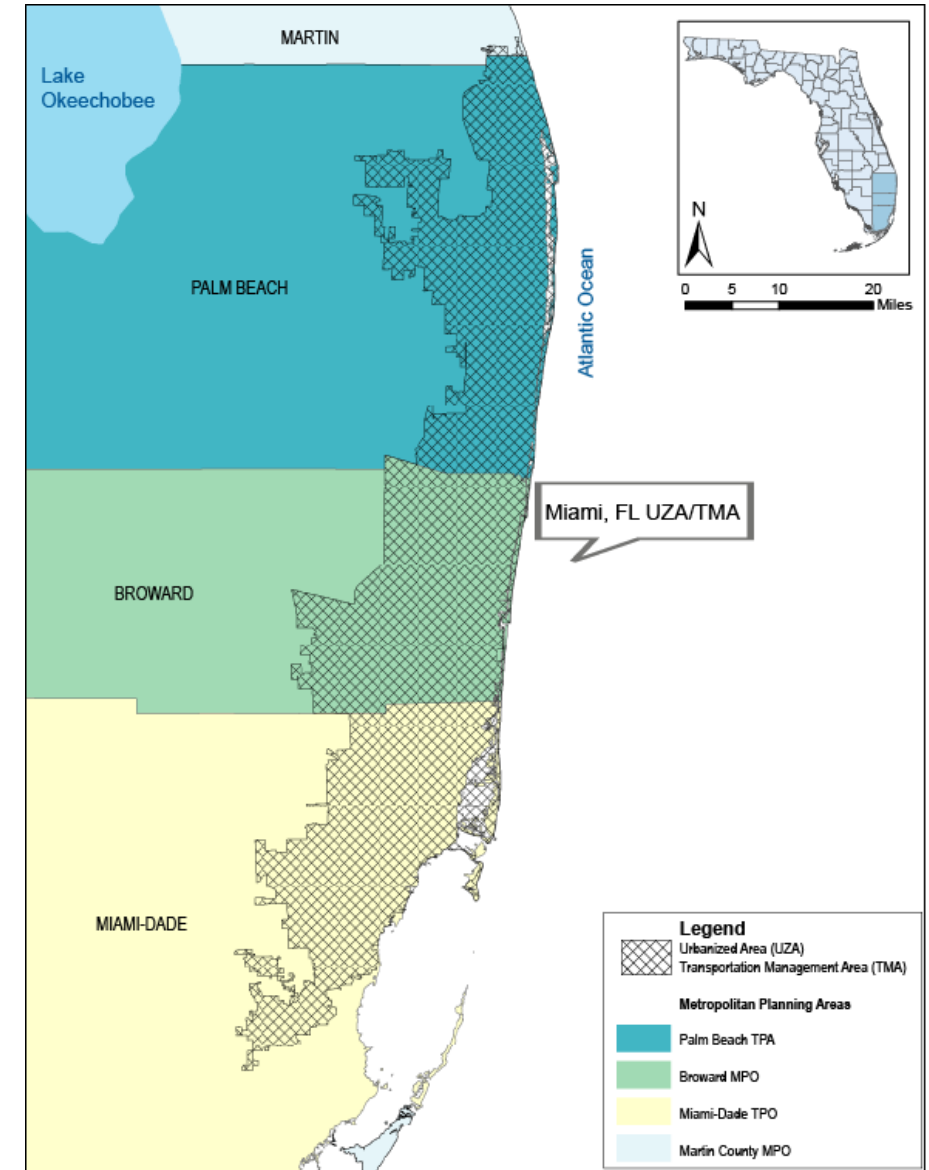 MARTIN
Lake
Okeechobee
N
0 5 10 20
Miles
PALM BEACH
Atlantic Ocean
Miami, FL UZA/TMA
BROWARD
MIAMI-DADE
Legend
Urbanized Area (UZA)
Transportation Management Area (TMA)
Metropolitan Planning Areas
Palm Beach TPA
Broward MPO
Miami-Dade TPO
Martin County MPO